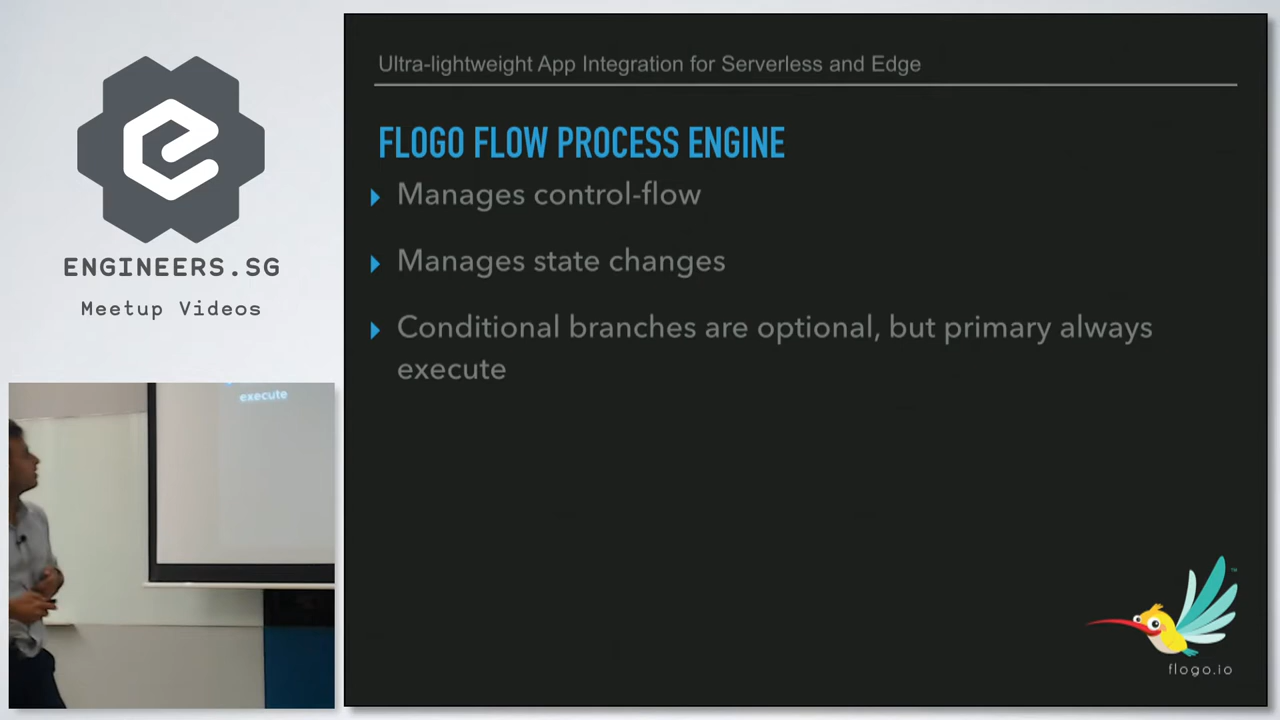 ENGINEERS.SG
Meetup Videos
execute
Ultra-lightweight App Integration for Serverless and Edge
FLOGO FLOW PROCESS ENGINE
Manages control-flow
Manages state changes
Conditional branches are optional, but primary always
execute
TM
flogo.io